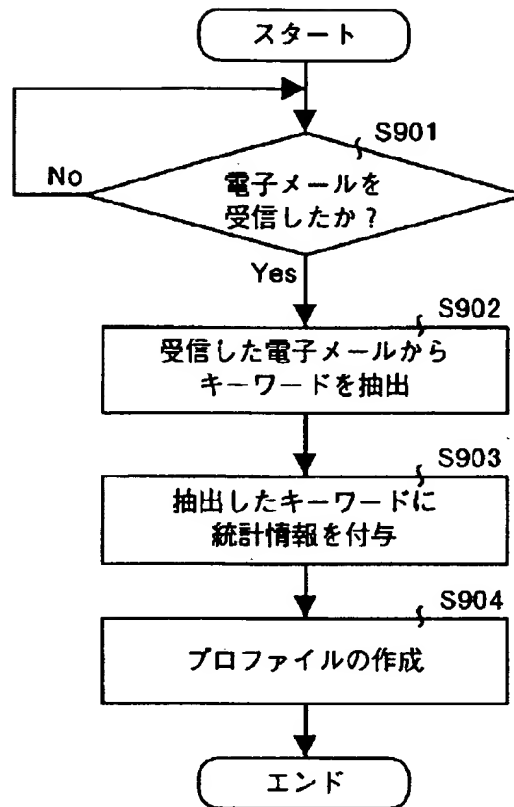 スタート
S901
No
電子メールを
受信したか？
Yes
S902
受信した電子メールから
キーワードを抽出
S903
抽出したキーワードに
統計情報を付与
S904
プロファイルの作成
エンド